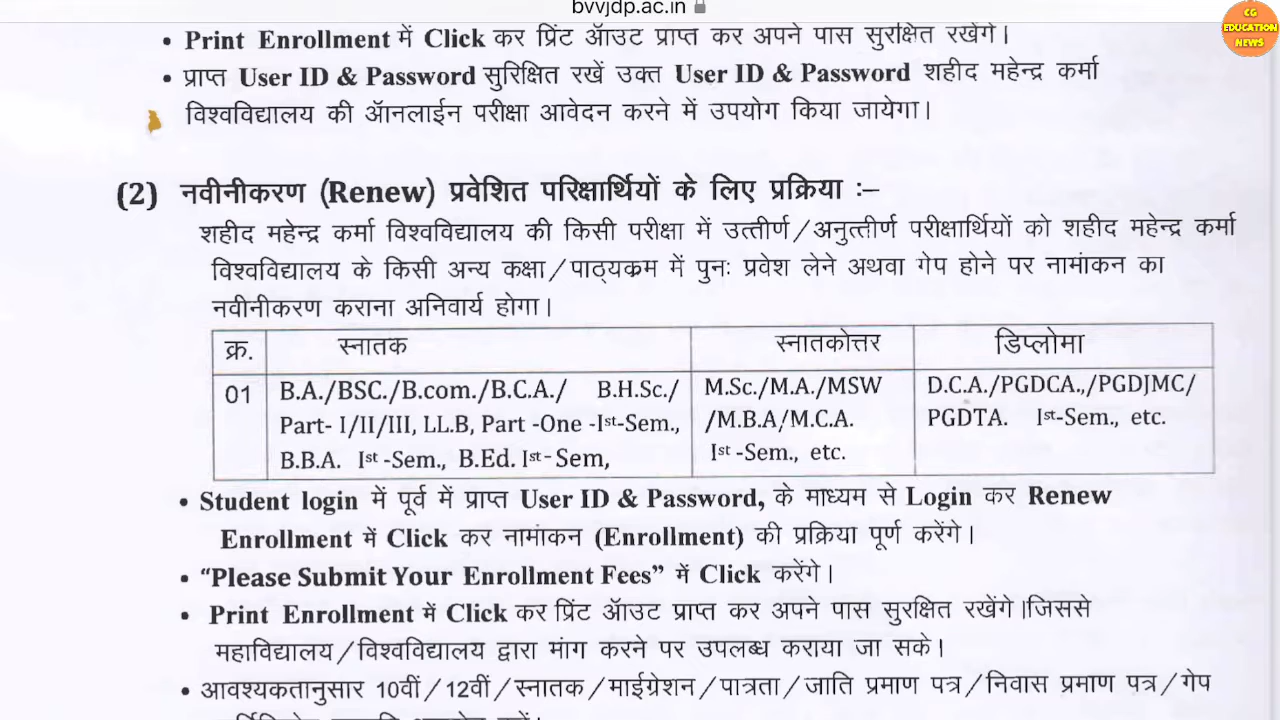 bvvjdp.ac.in
CG
EDUCATION
NEWS
• Print Enrollment में Click कर प्रिंट ऑउट प्राप्त कर अपने पास सुरक्षित रखेंगे।
• प्राप्त User ID & Password सुरिक्षित रखें उक्त User ID & Password शहीद महेन्द्र कर्मा
विश्वविद्यालय की ऑनलाईन परीक्षा आवेदन करने में उपयोग किया जायेगा।
(2) नवीनीकरण (Renew) प्रवेशित परिक्षार्थियों के लिए प्रक्रिया :–
शहीद महेन्द्र कर्मा विश्वविद्यालय की किसी परीक्षा में उत्तीर्ण/अनुत्तीर्ण परीक्षार्थियों को शहीद महेन्द्र कर्मा
विश्वविद्यालय के किसी अन्य कक्षा/पाठ्यक्रम में पुनः प्रवेश लेने अथवा गेप होने पर नामांकन का
नवीनीकरण कराना अनिवार्य होगा।
क्र. स्नातक स्नातकोत्तर डिप्लोमा
01 B.A./BSC./B.com./B.C.A./ B.H.Sc./ M.Sc./M.A./MSW D.C.A./PGDCA.,/PGDJMC/
Part- I/II/III, LL.B, Part -One -Ist-Sem., /M.B.A/M.C.A. PGDTA. Ist-Sem., etc.
B.B.A. Ist -Sem., B.Ed. Ist-Sem, Ist -Sem., etc.
• Student login में पूर्व में प्राप्त User ID & Password, के माध्यम से Login कर Renew
Enrollment में Click कर नामांकन (Enrollment) की प्रक्रिया पूर्ण करेंगे।
• “Please Submit Your Enrollment Fees” में Click करेंगे।
• Print Enrollment में Click कर प्रिंट ऑउट प्राप्त कर अपने पास सुरक्षित रखेंगे।जिससे
महाविद्यालय/विश्वविद्यालय द्वारा मांग करने पर उपलब्ध कराया जा सके।
• आवश्यकतानुसार 10वीं/12वीं/स्नातक/माईग्रेशन/पात्रता/जाति प्रमाण पत्र/निवास प्रमाण पत्र/गेप